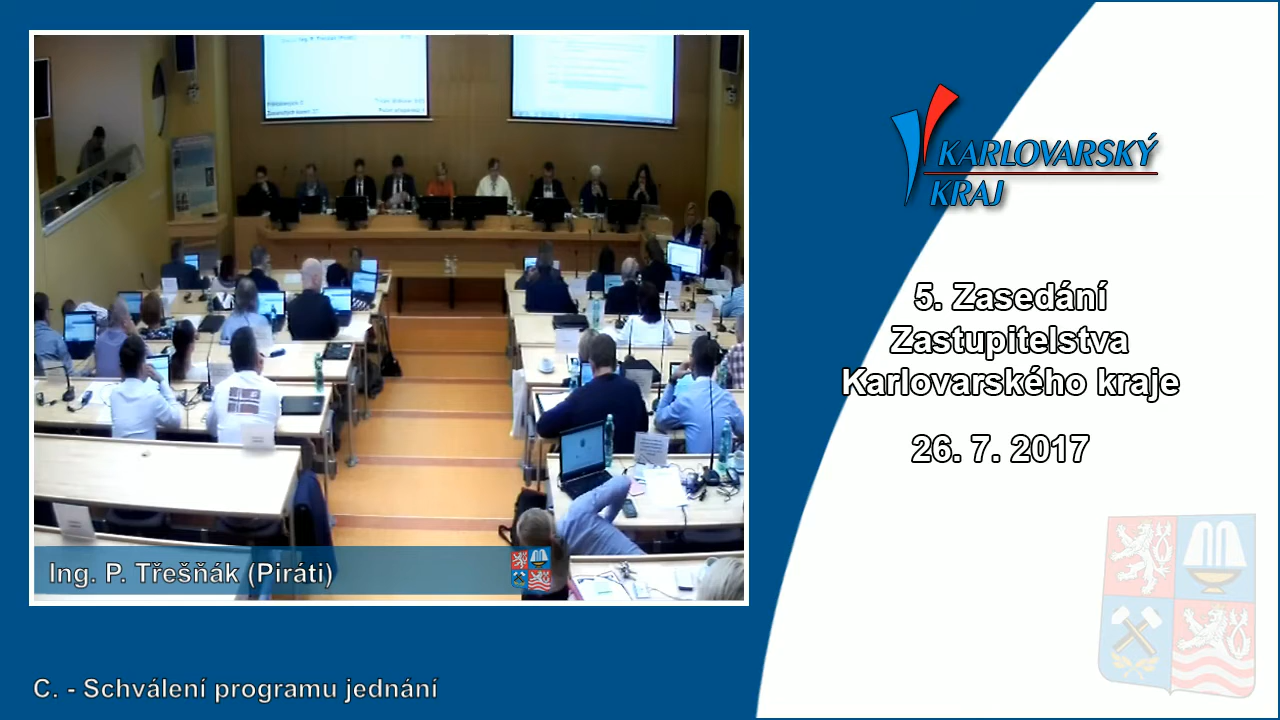 KARLOVARSKÝ
KRAJ
5. Zasedání
Zastupitelstva
Karlovarského kraje
26. 7. 2017
Ing. P. Třešňák (Piráti)
C. - Schválení programu jednání